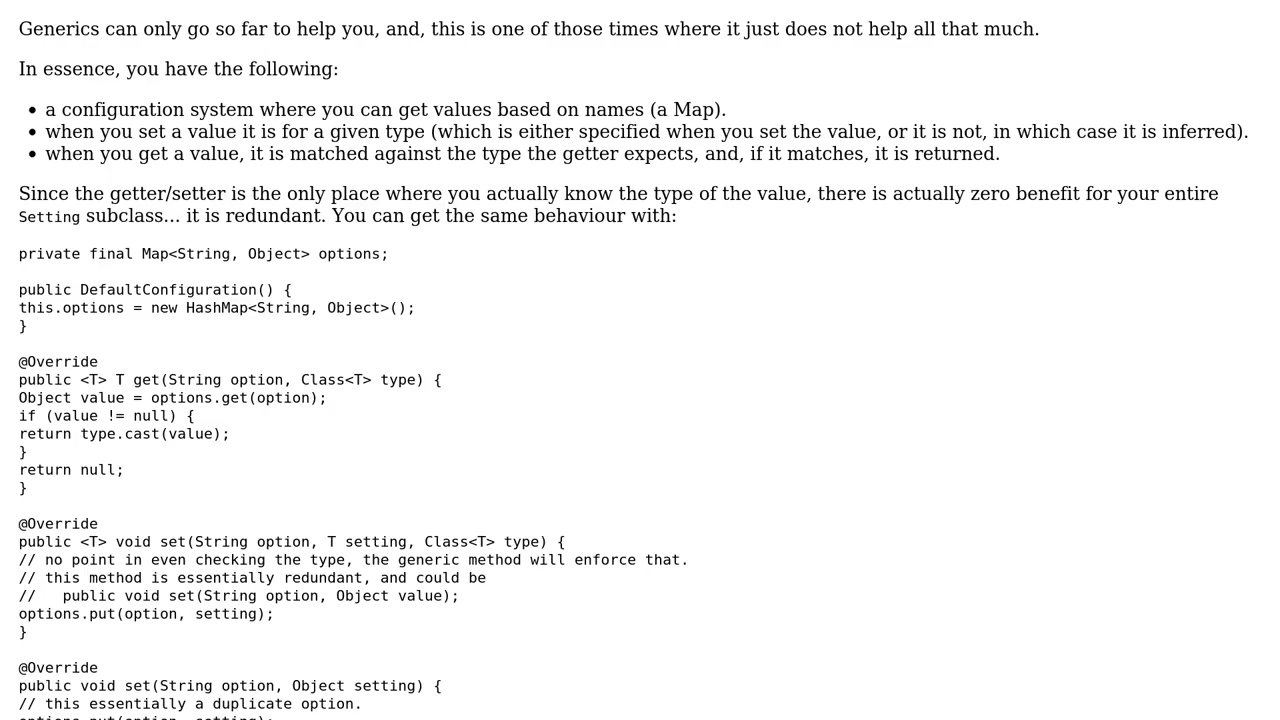 Generics can only go so far to help you, and, this is one of those times where it just does not help all that much.
In essence, you have the following:
• a configuration system where you can get values based on names (a Map).
• when you set a value it is for a given type (which is either specified when you set the value, or it is not, in which case it is inferred).
• when you get a value, it is matched against the type the getter expects, and, if it matches, it is returned.
Since the getter/setter is the only place where you actually know the type of the value, there is actually zero benefit for your entire
Setting subclass... it is redundant. You can get the same behaviour with:
private final Map<String, Object> options;
public DefaultConfiguration() {
this.options = new HashMap<String, Object>();
}
@Override
public <T> T get(String option, Class<T> type) {
Object value = options.get(option);
if (value != null) {
return type.cast(value);
}
return null;
}
@Override
public <T> void set(String option, T setting, Class<T> type) {
// no point in even checking the type, the generic method will enforce that.
// this method is essentially redundant, and could be
//   public void set(String option, Object value);
options.put(option, setting);
}
@Override
public void set(String option, Object setting) {
// this essentially a duplicate option.
options.put(option, setting);